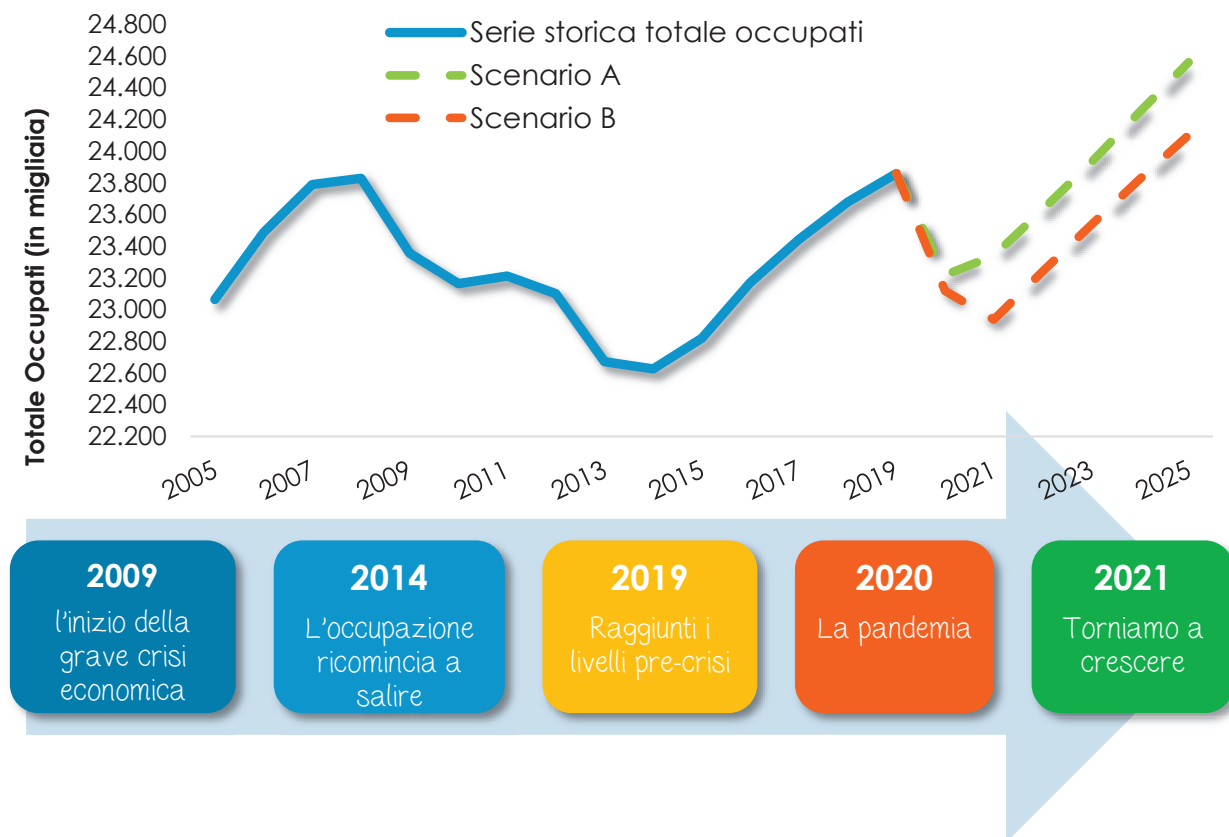 24.800
24.600
24.400
24.200
24.000
23.800
23.600
23.400
23.200
23.000
22.800
22.600
22.400
22.200
Totale Occupati (in migliaia)
Serie storica totale occupati
Scenario A
Scenario B
2005
2007
2009
2011
2013
2015
2017
2019
2021
2023
2025
2009
l'inizio della
grave crisi
economica
2014
L'occupazione
ricomincia a
salire
2019
Raggiunti i
livelli pre-crisi
2020
La pandemia
2021
Torniamo a
crescere